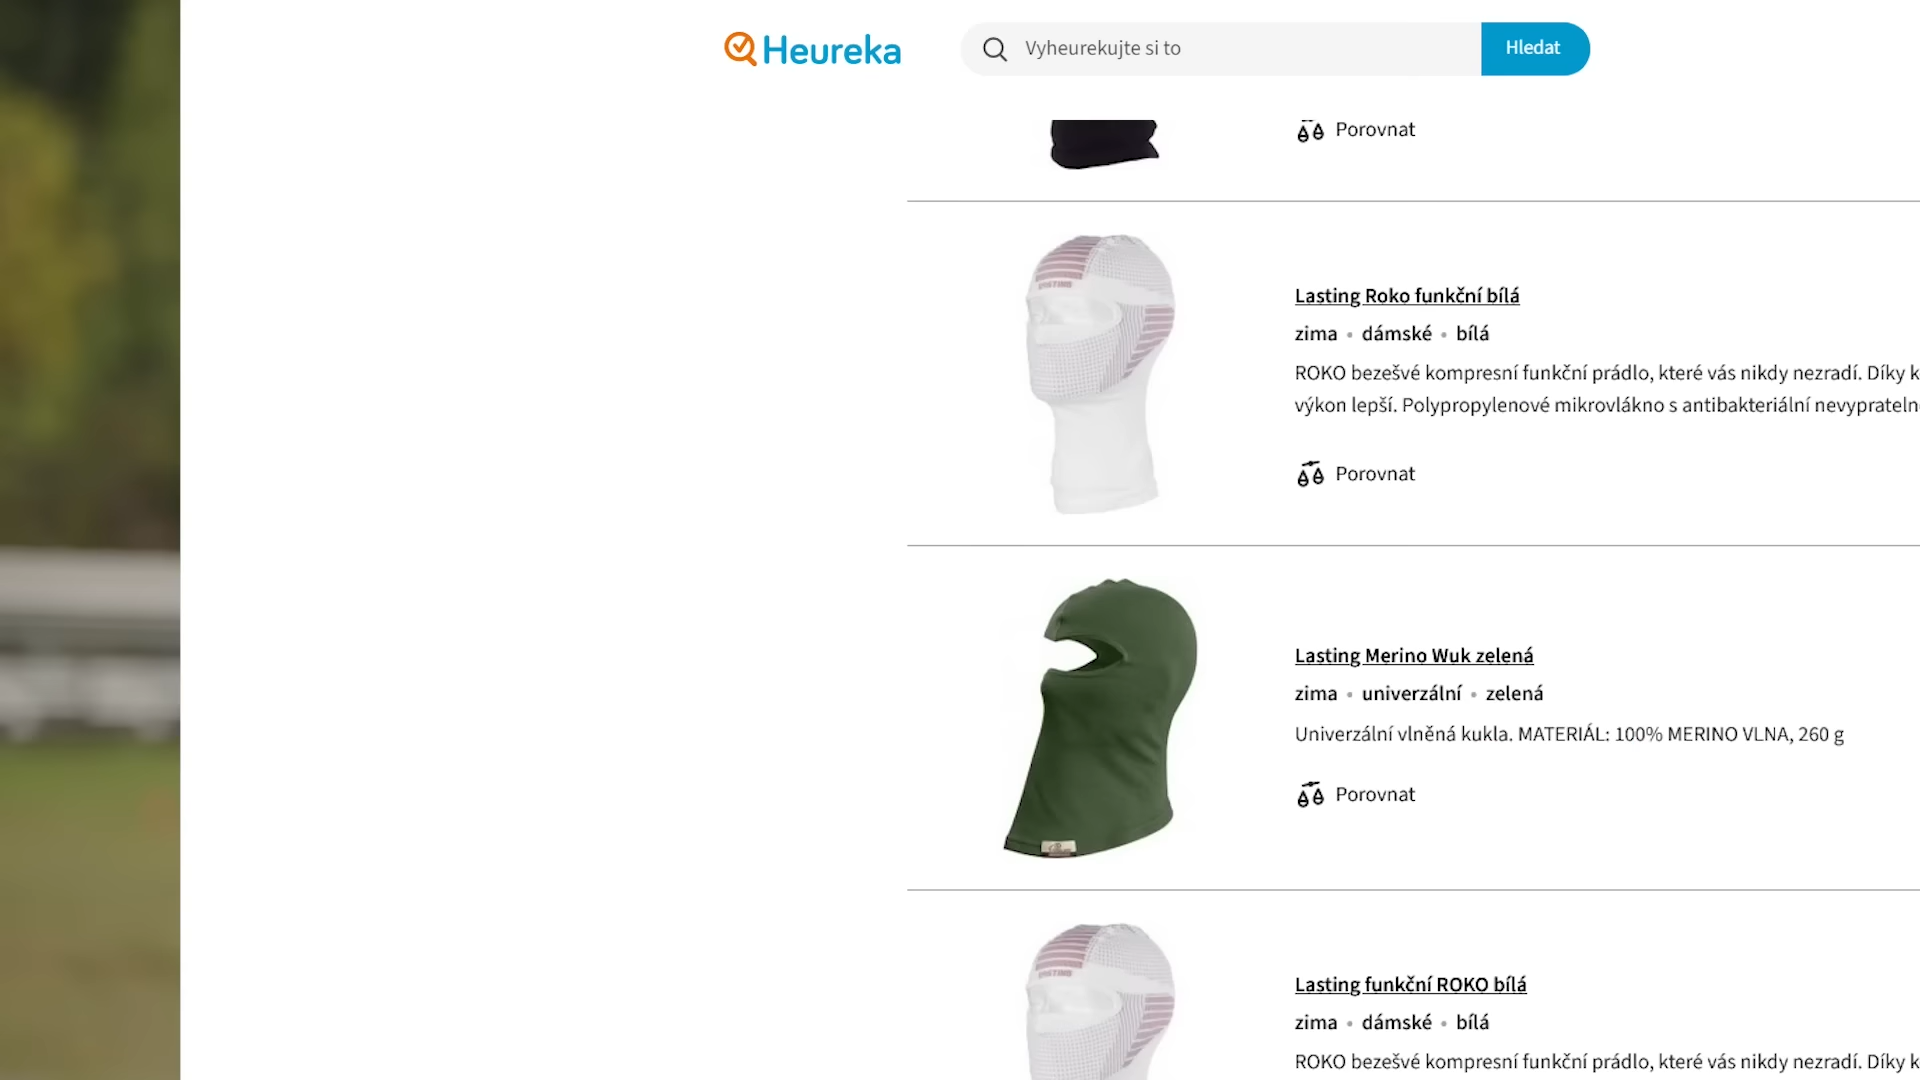 Heureka
Vyheurekujte si to
Hledat
Porovnat
Lasting Roko funkční bílá
zima • dámské • bílá
ROKO bezešvé kompresní funkční prádlo, které vás nikdy nezradí. Díky k
výkon lepší. Polypropylenové mikrovlákno s antibakteriální nevyprateln
Porovnat
Lasting Merino Wuk zelená
zima • univerzální • zelená
Univerzální vlněná kukla. MATERIÁL: 100% MERINO VLNA, 260 g
Porovnat
Lasting funkční ROKO bílá
zima • dámské • bílá
ROKO bezešvé kompresní funkční prádlo, které vás nikdy nezradí. Díky k